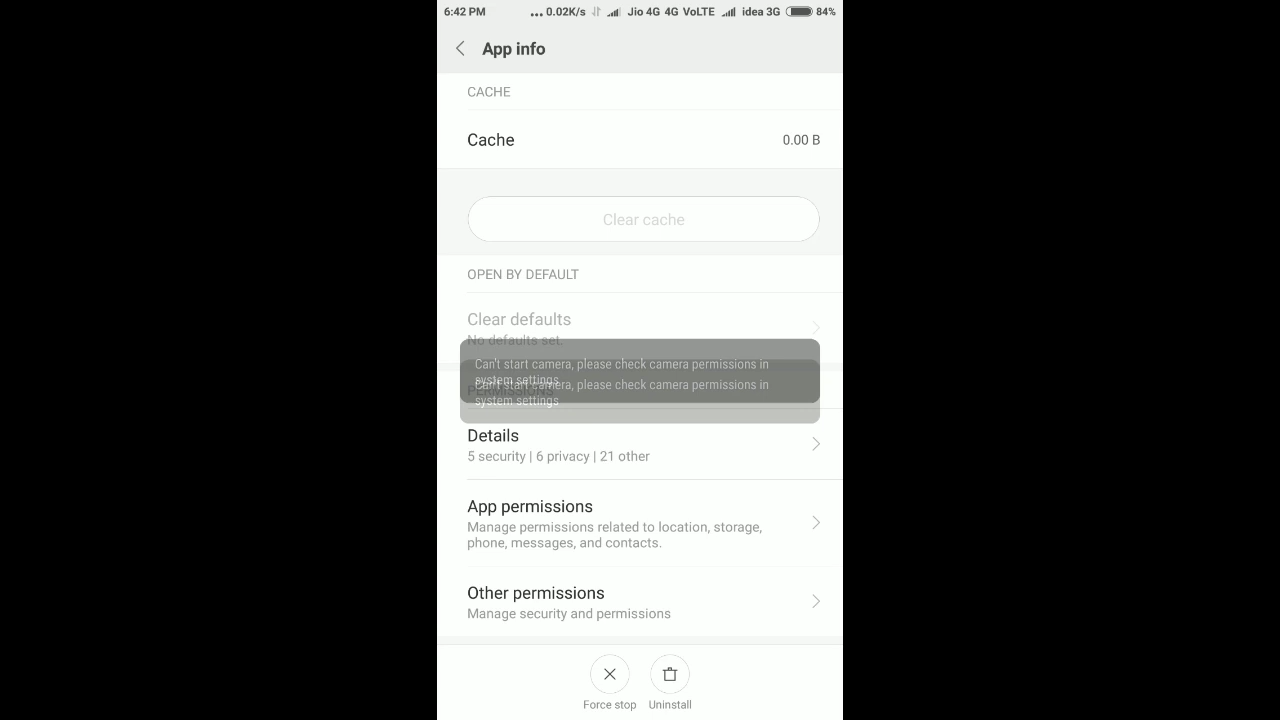 6:42 PM ... 0.02K/s Jio 4G 4G VoLTE idea 3G 84%
App info
CACHE
Cache 0.00 B
Clear cache
OPEN BY DEFAULT
Clear defaults
No defaults set.
Can't start camera, please check camera permissions in
system settings
Can't start camera, please check camera permissions in
system settings
PERMISSIONS
Details
5 security | 6 privacy | 21 other
App permissions
Manage permissions related to location, storage,
phone, messages, and contacts.
Other permissions
Manage security and permissions
Force stop Uninstall